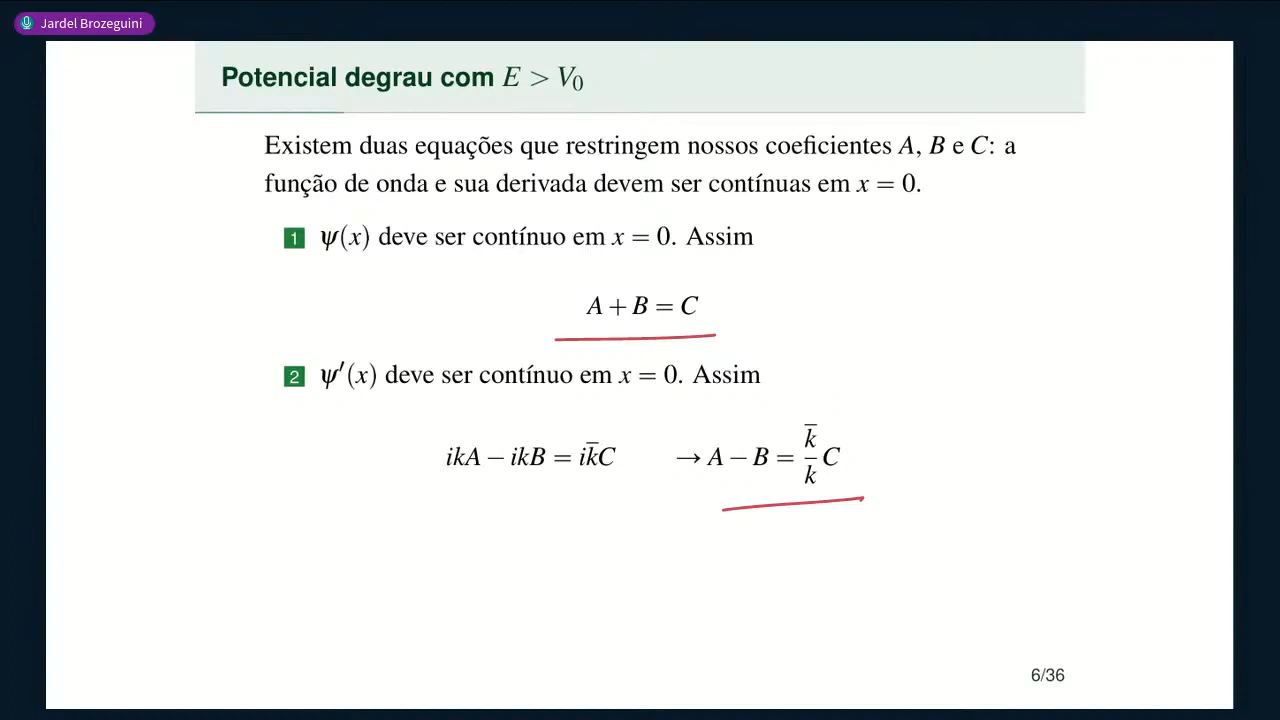 Jardel Brozeguini
Potencial degrau com E > V₀
Existem duas equações que restringem nossos coeficientes A, B e C: a
função de onda e sua derivada devem ser contínuas em x = 0.
1 ψ(x) deve ser contínuo em x = 0. Assim
A + B = C
2 ψ′(x) deve ser contínuo em x = 0. Assim
ikA − ikB = ik̅C → A − B = k̅/k C
6/36